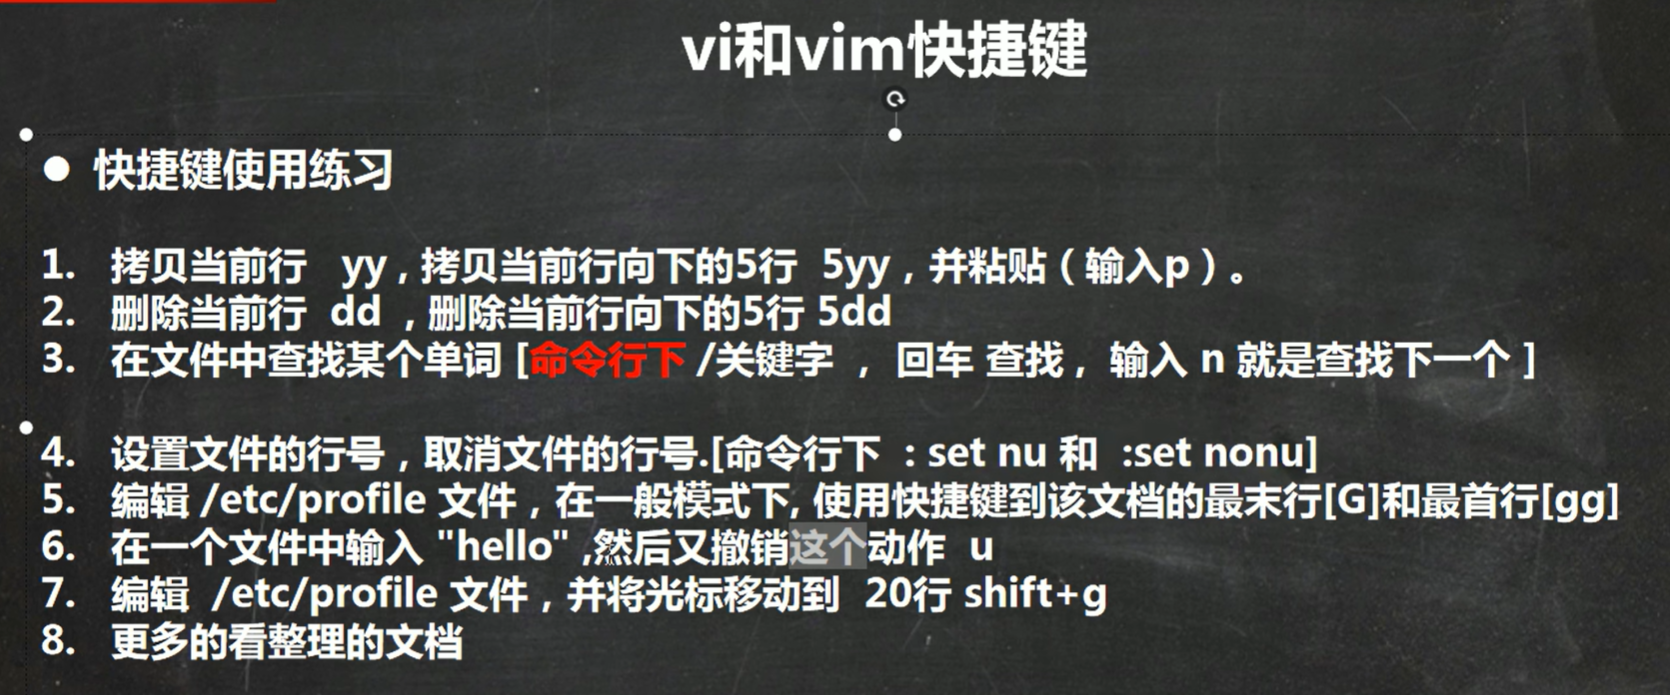 vi和vim快捷键
● 快捷键使用练习
1. 拷贝当前行 yy , 拷贝当前行向下的5行 5yy，并粘贴（输入p）。
2. 删除当前行 dd , 删除当前行向下的5行 5dd
3. 在文件中查找某个单词 [命令行下 /关键字 ， 回车 查找 , 输入 n 就是查找下一个 ]
4. 设置文件的行号，取消文件的行号.[命令行下 : set nu 和 :set nonu]
5. 编辑 /etc/profile 文件，在一般模式下, 使用快捷键到该文档的最末行[G]和最首行[gg]
6. 在一个文件中输入 "hello" ,然后又撤销这个动作 u
7. 编辑 /etc/profile 文件，并将光标移动到 20行 shift+g
8. 更多的看整理的文档